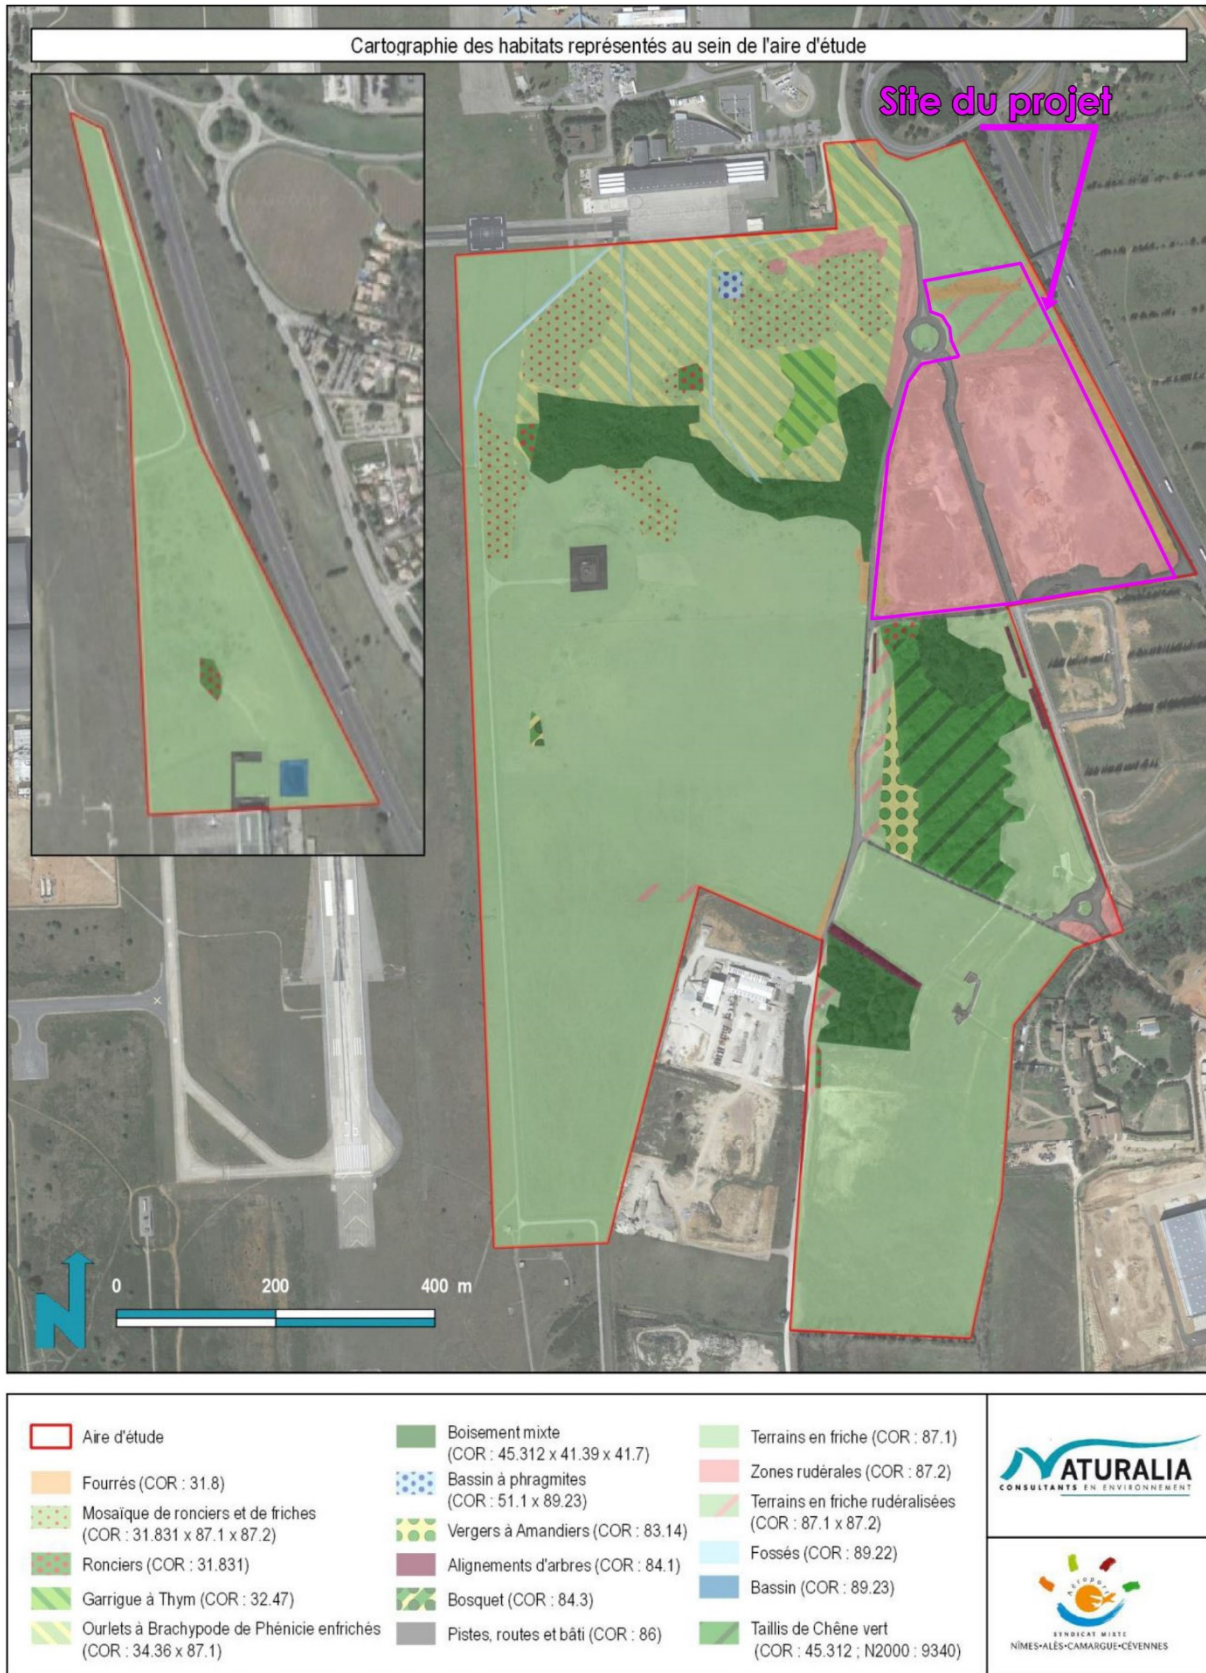 Cartographie des habitats représentés au sein de l'aire d'étude
Site du projet
0 200 400 m
N
Aire d'étude
Fourrés (COR : 31.8)
Mosaïque de ronciers et de friches
(COR : 31.831 x 87.1 x 87.2)
Ronciers (COR : 31.831)
Garrigue à Thym (COR : 32.47)
Ourlets à Brachypode de Phénicie enfrichés
(COR : 34.36 x 87.1)
Boisement mixte
(COR : 45.312 x 41.39 x 41.7)
Bassin à phragmites
(COR : 51.1 x 89.23)
Vergers à Amandiers (COR : 83.14)
Alignements d'arbres (COR : 84.1)
Bosquet (COR : 84.3)
Pistes, routes et bâti (COR : 86)
Terrains en friche (COR : 87.1)
Zones rudérales (COR : 87.2)
Terrains en friche rudéralisées
(COR : 87.1 x 87.2)
Fossés (COR : 89.22)
Bassin (COR : 89.23)
Taillis de Chêne vert
(COR : 45.312 ; N2000 : 9340)
NATURALIA
CONSULTANTS EN ENVIRONNEMENT
Aéroport
SYNDICAT MIXTE
NÎMES•ALÈS•CAMARGUE•CÉVENNES